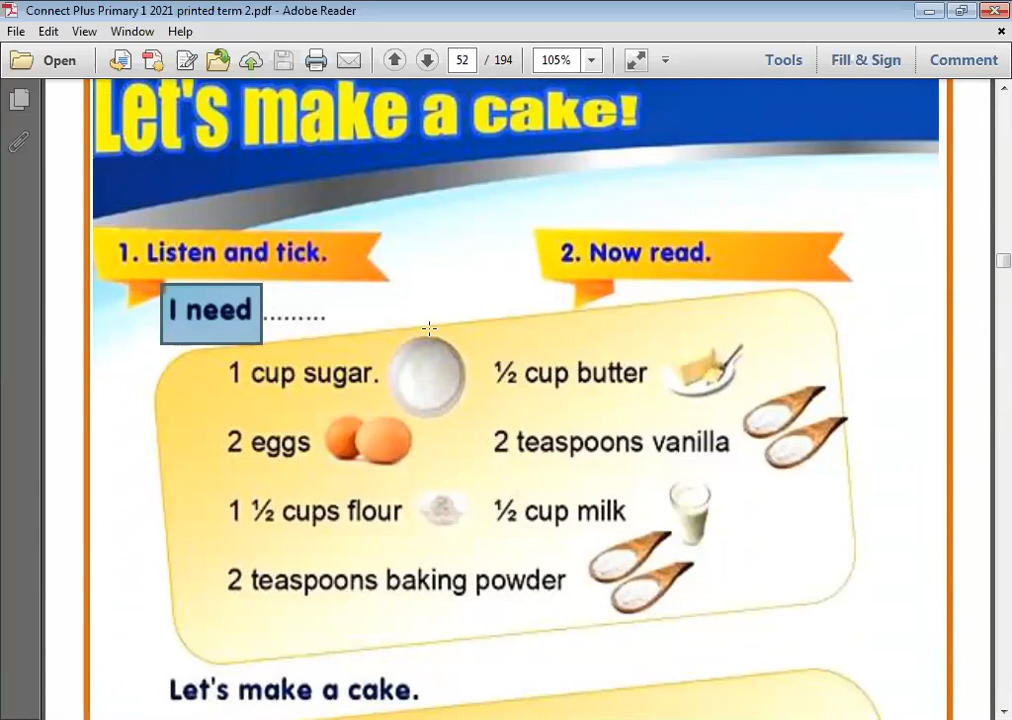 Connect Plus Primary 1 2021 printed term 2.pdf - Adobe Reader
File Edit View Window Help
Open 52 / 194 105% Tools Fill & Sign Comment
Let's make a cake!
1. Listen and tick. 2. Now read.
I need .........
1 cup sugar. ½ cup butter
2 eggs 2 teaspoons vanilla
1 ½ cups flour ½ cup milk
2 teaspoons baking powder
Let's make a cake.